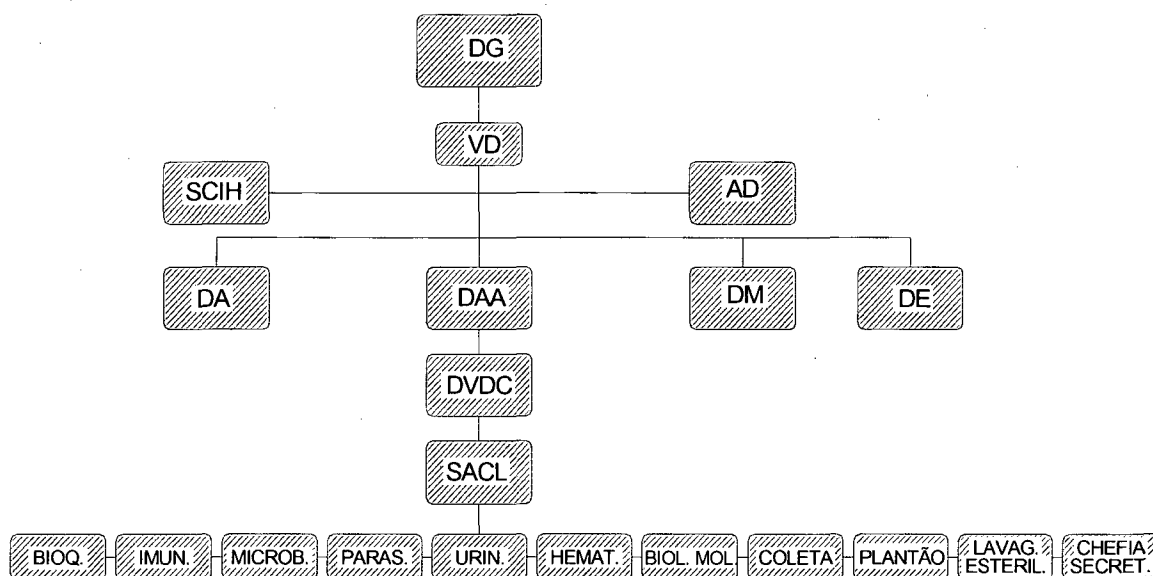 DG
VD
SCIH
AD
DA
DAA
DM
DE
DVDC
SACL
BIOQ.
IMUN.
MICROB.
PARAS.
URIN.
HEMAT.
BIOL. MOL
COLETA
PLANTÃO
LAVAG.
ESTERIL.
CHEFIA
SECRET.